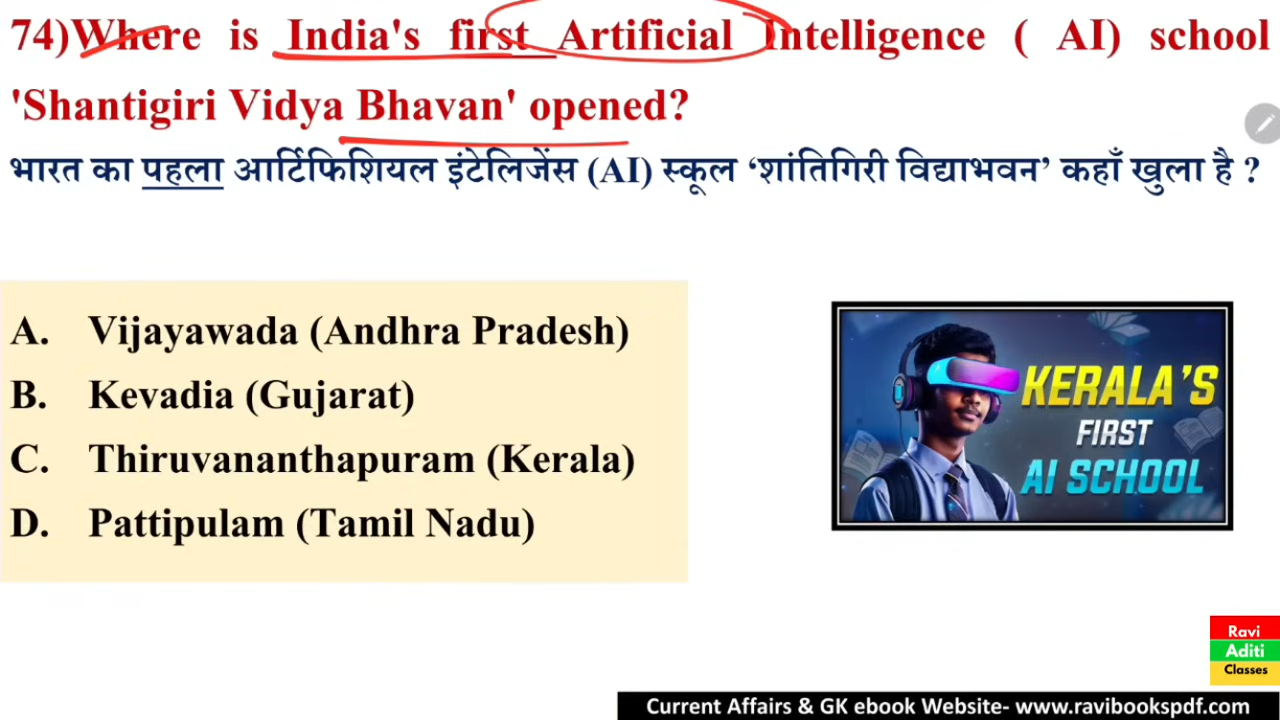 74)Where is India's first Artificial Intelligence ( AI) school
'Shantigiri Vidya Bhavan' opened?
भारत का पहला आर्टिफिशियल इंटेलिजेंस (AI) स्कूल ‘शांतिगिरी विद्याभवन’ कहाँ खुला है ?
A. Vijayawada (Andhra Pradesh)
B. Kevadia (Gujarat)
C. Thiruvananthapuram (Kerala)
D. Pattipulam (Tamil Nadu)
KERALA'S
FIRST
AI SCHOOL
Ravi
Aditi
Classes
Current Affairs & GK ebook Website- www.ravibookspdf.com